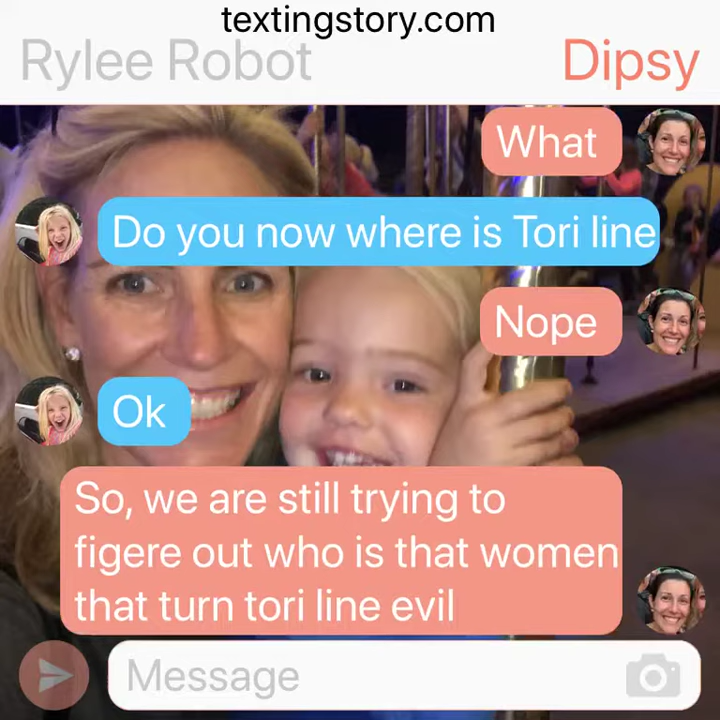 textingstory.com
Rylee Robot
Dipsy
What
Do you now where is Tori line
Nope
Ok
So, we are still trying to
figere out who is that women
that turn tori line evil
Message